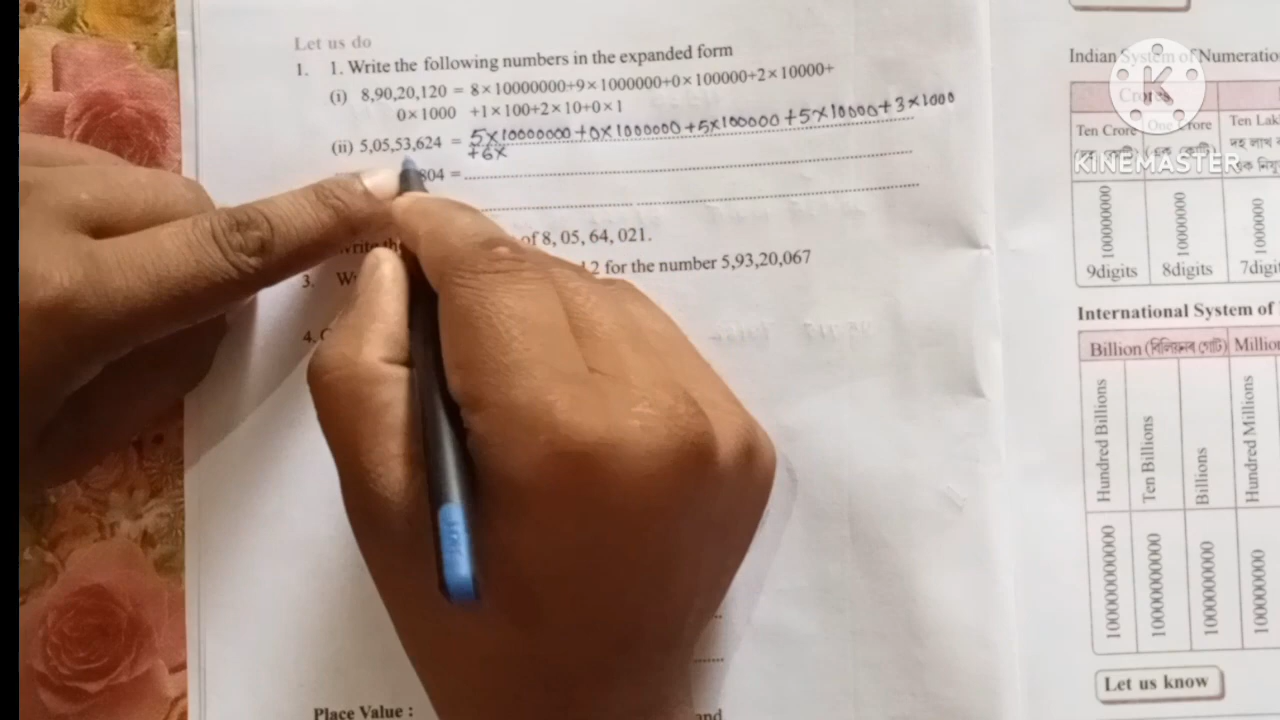 Let us do
1. 1. Write the following numbers in the expanded form
(i) 8,90,20,120 = 8×10000000+9×1000000+0×100000+2×10000+
0×1000 +1×100+2×10+0×1
(ii) 5,05,53,624 = 5×10000000+0×1000000+5×100000+5×10000+3×1000
+6×
804 =
of 8, 05, 64, 021.
3. 2 for the number 5,93,20,067
4.
Place Value :
and
Indian System of Numeratio
Crores
Ten Crore One Crore Ten Lak
100000000 10000000 1000000
9digits 8digits 7digi
International System of
Billion (বিলিয়নৰ গোট) Million
Hundred Billions Ten Billions Billions Hundred Millions
Let us know
KINEMASTER